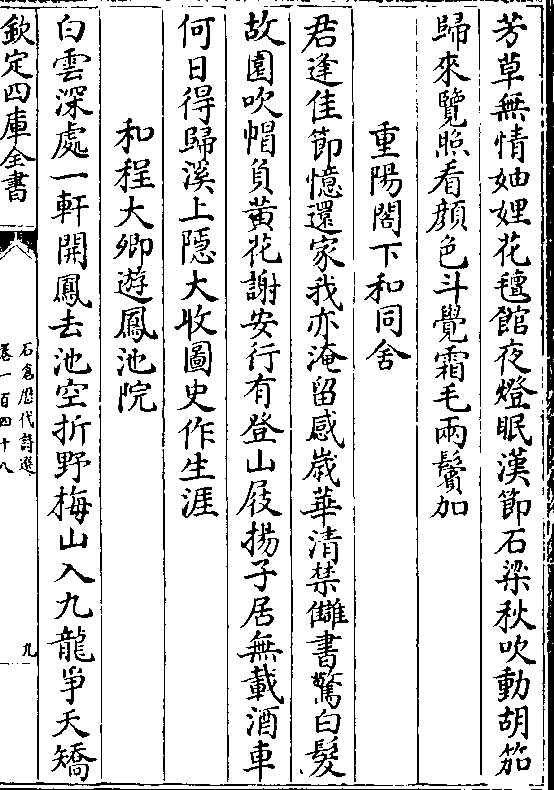 芳草無情妯娌花氊館夜燈眠漢節石梁秋吹動胡笳
歸來覽照看顔色斗覺霜毛兩鬢加
重陽閣下和同舍
君逢佳節憶還家我亦淹留感嵗華清禁讎書驚白髮
故園吹帽負黃花謝安行有登山屐揚子居無載酒車
何日得歸溪上隱大收圖史作生涯
和程大卿遊鳳池院
白雲深處一軒開鳳去池空折野梅山入九龍爭夭矯
欽定四庫全書
石倉歴代詩選
卷一百四十八
九